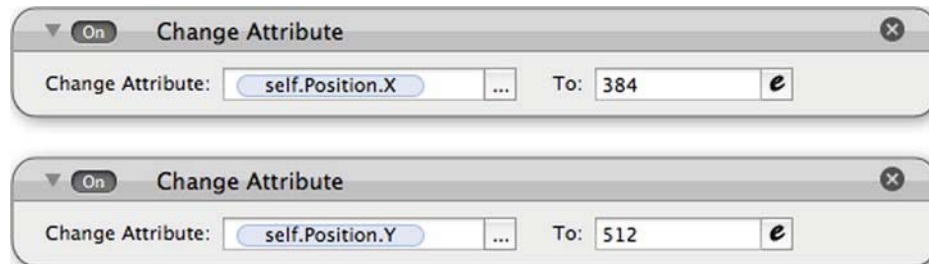 On Change Attribute
Change Attribute: self.Position.X ... To: 384 e
On Change Attribute
Change Attribute: self.Position.Y ... To: 512 e